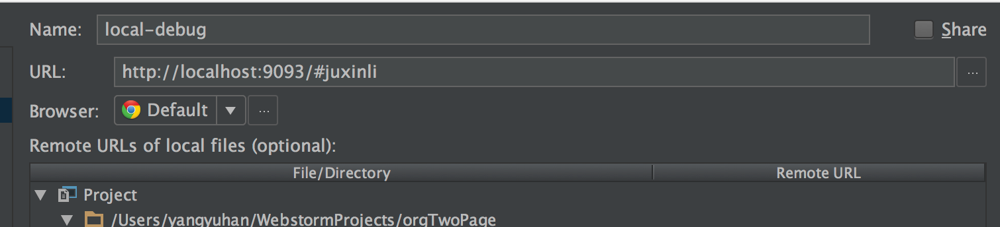 Name: local-debug Share
URL: http://localhost:9093/#juxinli ...
Browser: Default ...
Remote URLs of local files (optional):
File/Directory Remote URL
Project
/Users/yangyuhan/WebstormProjects/orgTwoPage